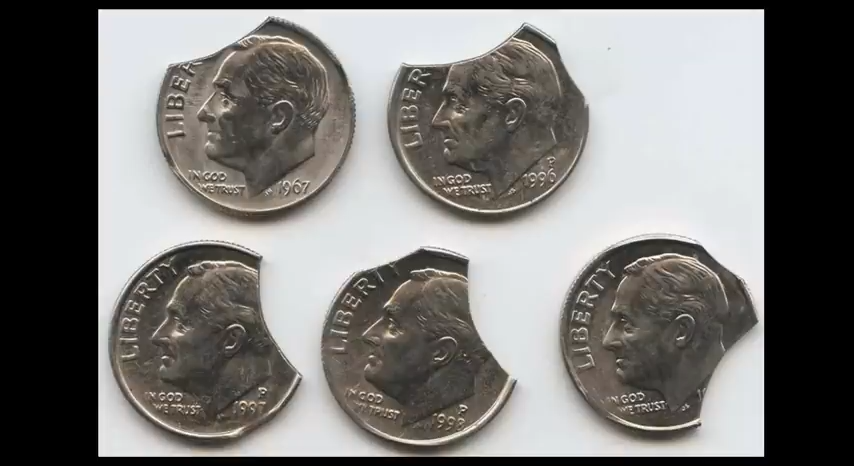 LIBER
IN GOD
WE TRUST
1967
LIBER
IN GOD
WE TRUST
P
1996
LIBERTY
IN GOD
WE TRUST
P
1997
LIBERTY
IN GOD
WE TRUST
P
1998
LIBERTY
IN GOD
WE TRUST
1